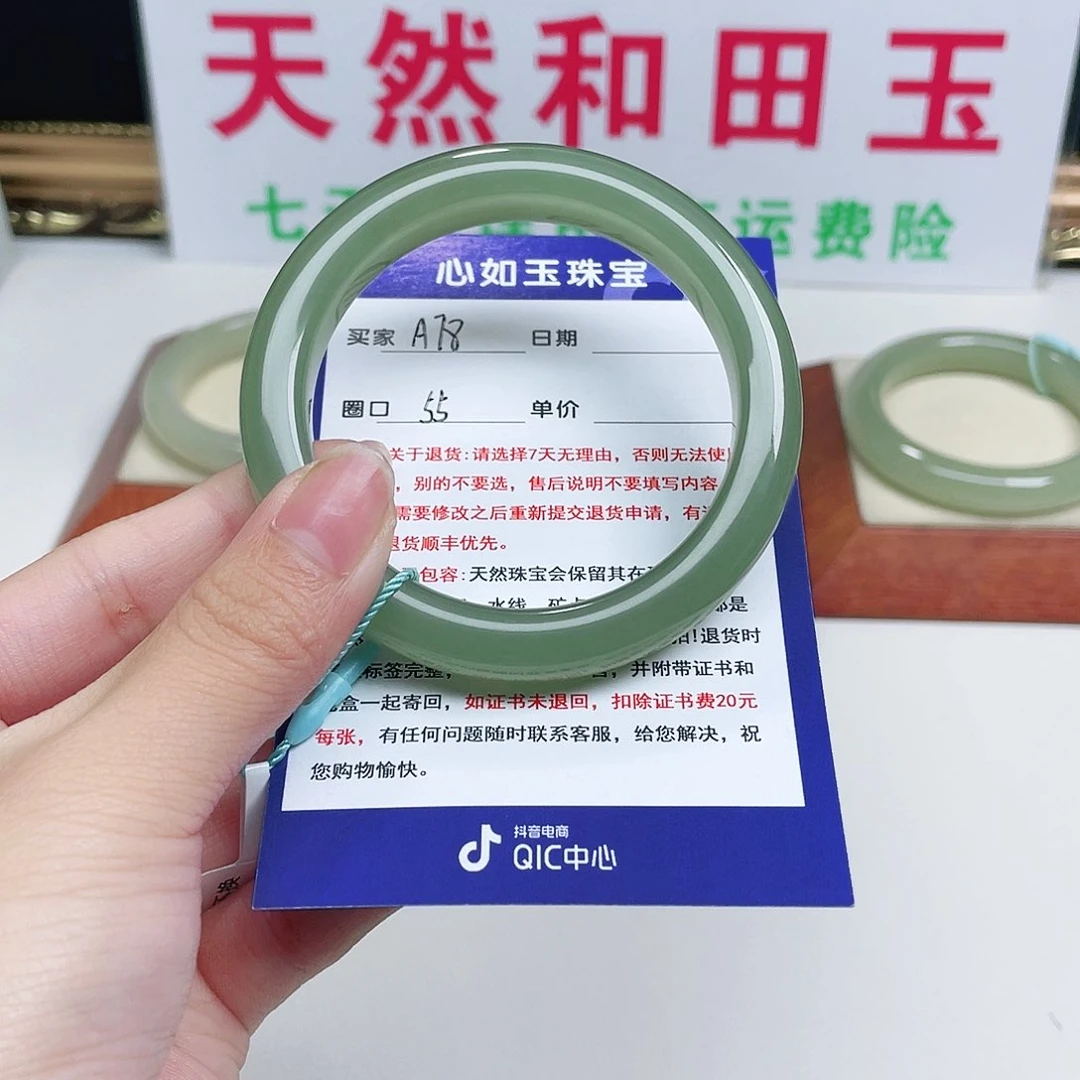 天然和田玉
七天 运费险
心如玉珠宝
买家 A78 日期
圈口 55 单价
关于退货:请选择7天无理由，否则无法使
，别的不要选，售后说明不要填写内容
需要修改之后重新提交退货申请，有
退货顺丰优先。
包容:天然珠宝会保留其在
水线、矿点 都是
!退货时
标签完整， 并附带证书和
盒一起寄回，如证书未退回，扣除证书费20元
每张，有任何问题随时联系客服，给您解决，祝
您购物愉快。
抖音电商
QIC中心